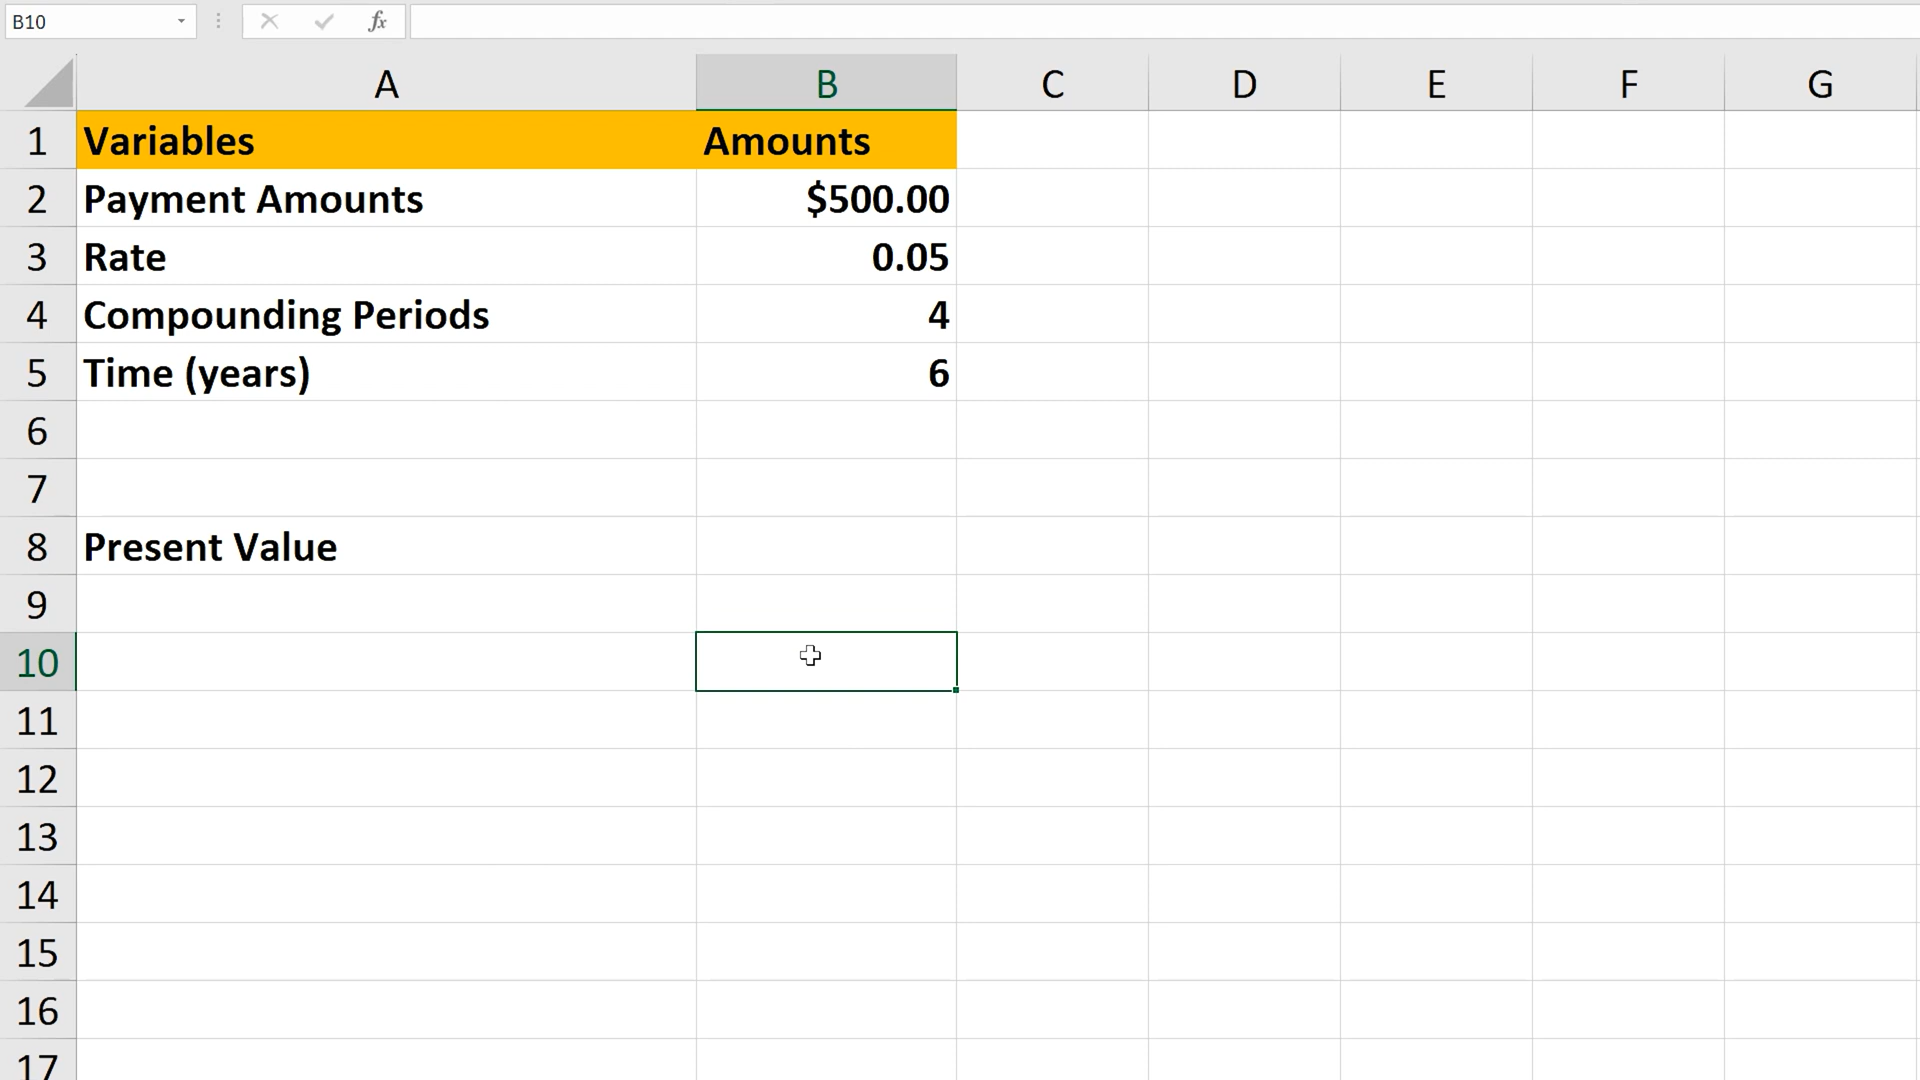 B10 fx
A B C D E F G
1 Variables Amounts
2 Payment Amounts $500.00
3 Rate 0.05
4 Compounding Periods 4
5 Time (years) 6
6
7
8 Present Value
9
10
11
12
13
14
15
16
17